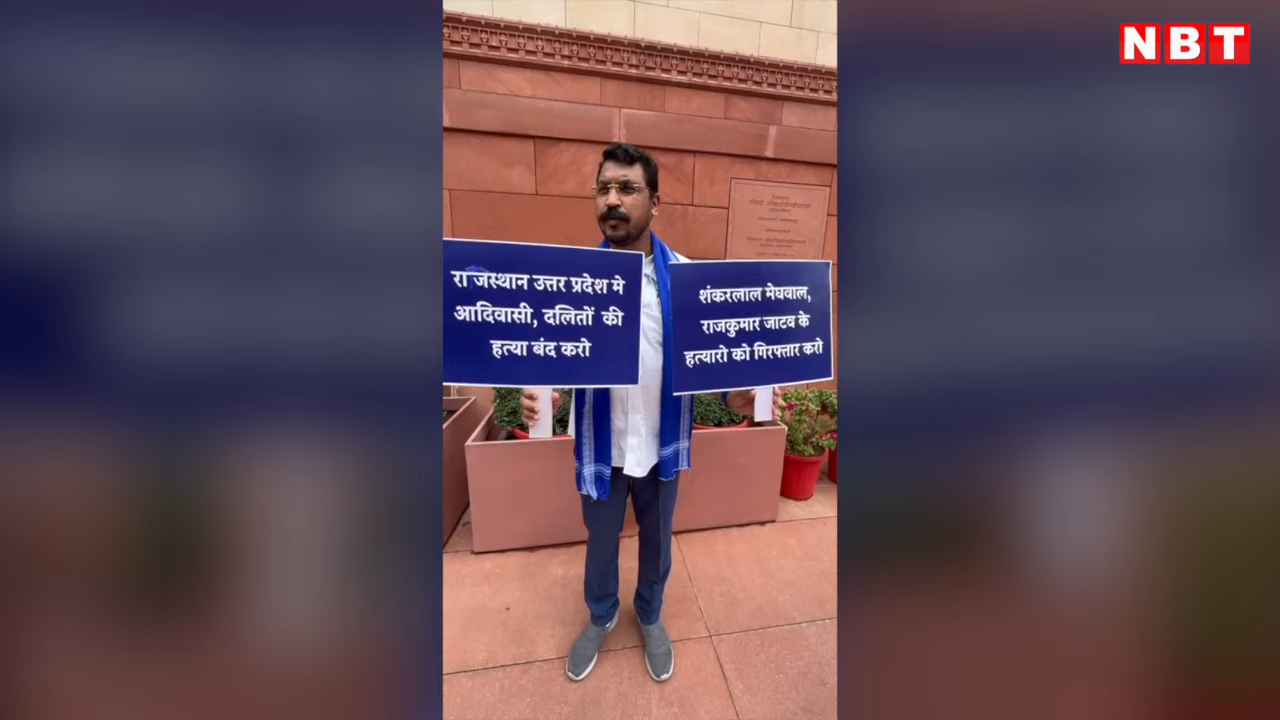 NBT
राजस्थान उत्तर प्रदेश मे
आदिवासी, दलितों की
हत्या बंद करो
शंकरलाल मेघवाल,
राजकुमार जाटव के
हत्यारो को गिरफ्तार करो